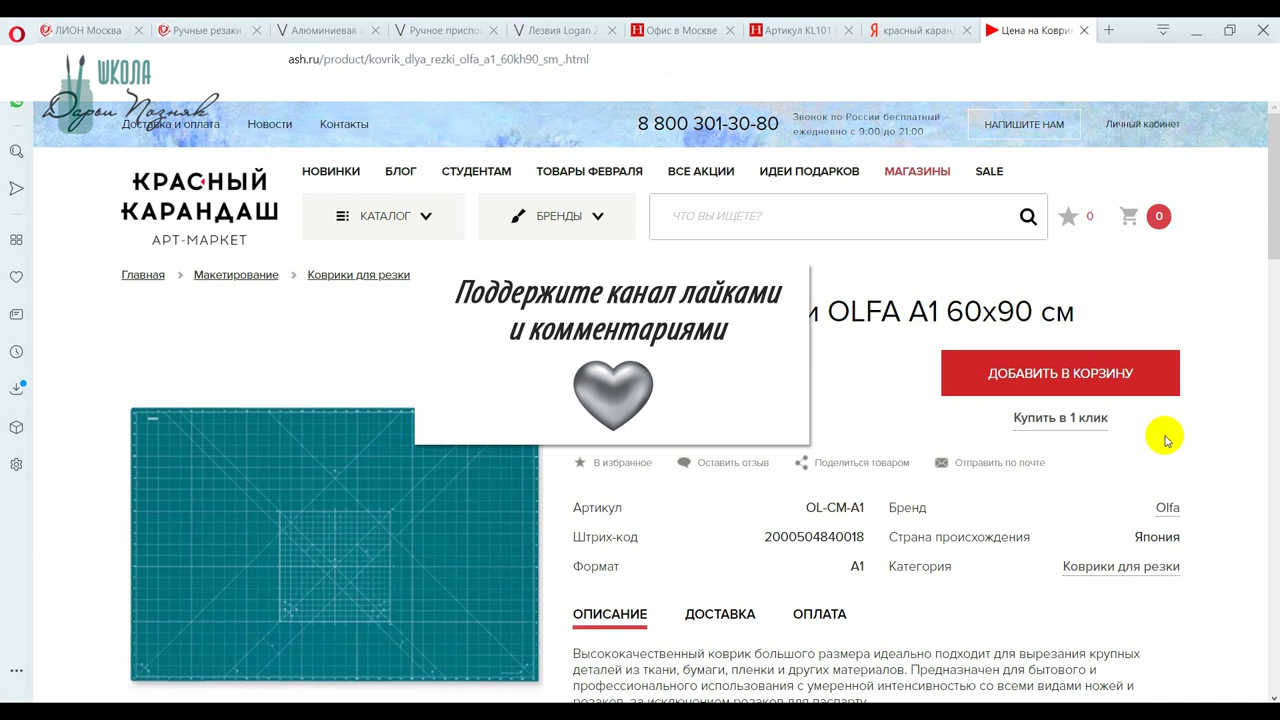 ЛИОН Москва
Ручные резаки
Алюминиевая
Ручное приспо
Лезвия Logan 2
Офис в Москве
Артикул KL101
красный каран
Цена на Коври
ash.ru/product/kovrik_dlya_rezki_olfa_a1_60kh90_sm_.html
ШКОЛА
Дарьи Позняк
Доставка и оплата
Новости
Контакты
8 800 301-30-80
Звонок по России бесплатный
ежедневно с 9:00 до 21:00
НАПИШИТЕ НАМ
Личный кабинет
КРАСНЫЙ
КАРАНДАШ
АРТ-МАРКЕТ
НОВИНКИ
БЛОГ
СТУДЕНТАМ
ТОВАРЫ ФЕВРАЛЯ
ВСЕ АКЦИИ
ИДЕИ ПОДАРКОВ
МАГАЗИНЫ
SALE
КАТАЛОГ
БРЕНДЫ
ЧТО ВЫ ИЩЕТЕ?
0
0
Главная
Макетирование
Коврики для резки
Поддержите канал лайками
и комментариями
и OLFA A1 60x90 см
ДОБАВИТЬ В КОРЗИНУ
Купить в 1 клик
В избранное
Оставить отзыв
Поделиться товаром
Отправить по почте
Артикул
OL-CM-A1
Бренд
Olfa
Штрих-код
2000504840018
Страна происхождения
Япония
Формат
A1
Категория
Коврики для резки
ОПИСАНИЕ
ДОСТАВКА
ОПЛАТА
Высококачественный коврик большого размера идеально подходит для вырезания крупных
деталей из ткани, бумаги, пленки и других материалов. Предназначен для бытового и
профессионального использования с умеренной интенсивностью со всеми видами ножей и
резаков, за исключением резаков для паспарту.